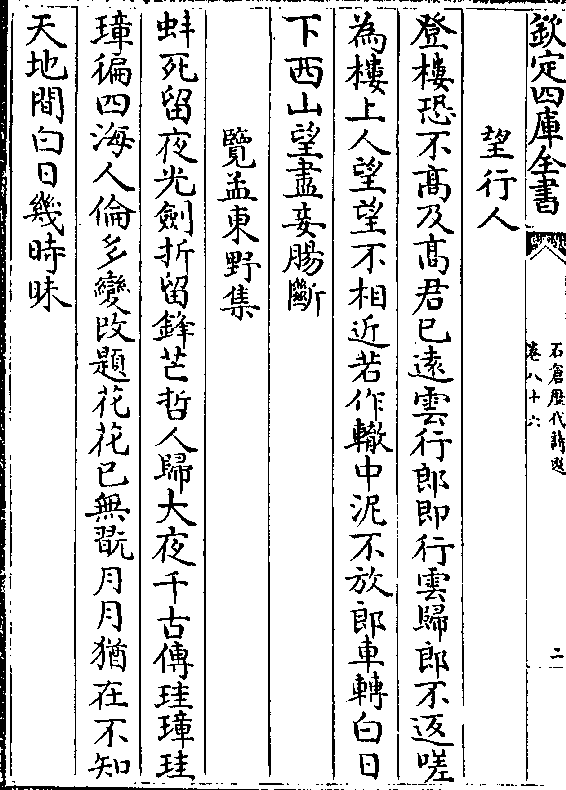 欽定四庫全書
石倉歷代詩選
卷八十六
二
望行人
登樓恐不髙及髙君已遠雲行郎即行雲歸郎不返嗟
為樓上人望望不相近若作轍中泥不放郎車轉白日
下西山望盡妾腸斷
覽孟東野集
蚌死留夜光劍折留鋒芒哲人歸大夜千古傳珪璋珪
璋徧四海人倫多變改題花花已無翫月月猶在不知
天地間白日幾時昧